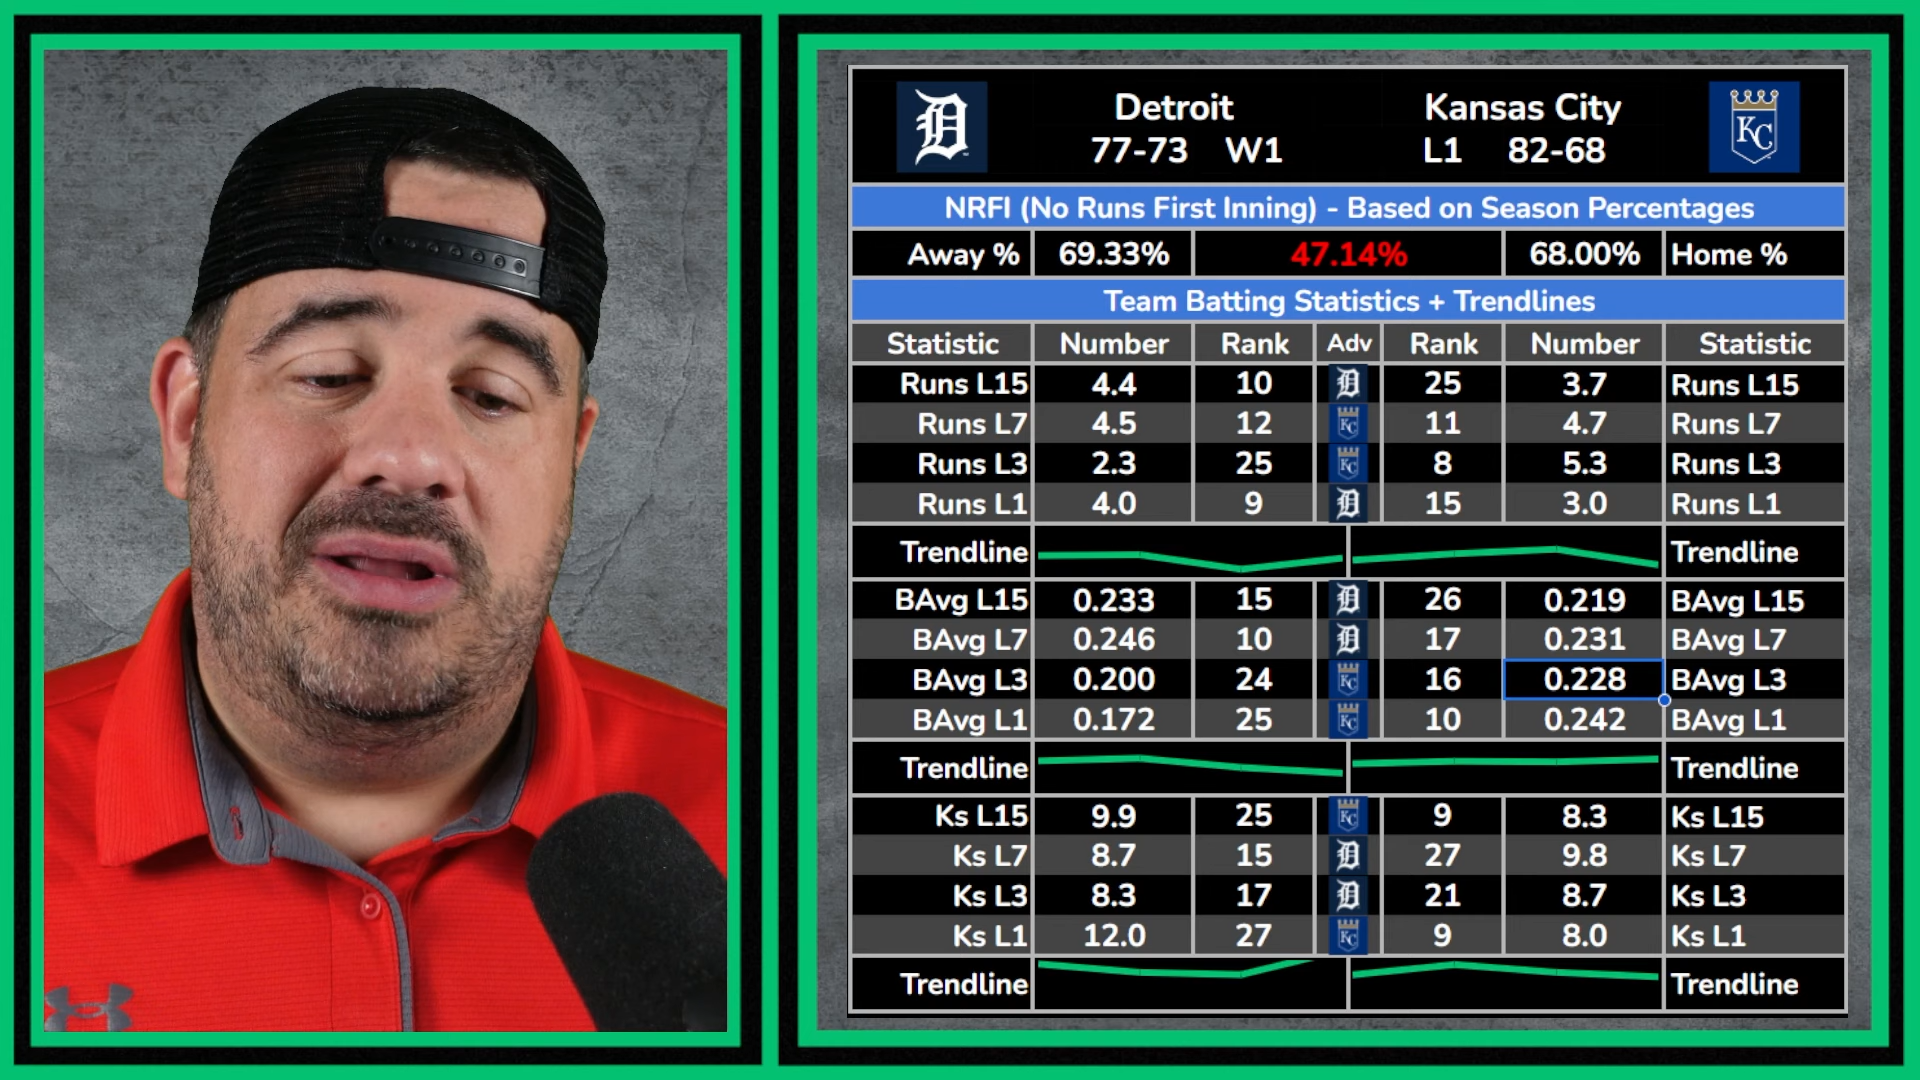 Detroit Kansas City
77-73 W1 L1 82-68
KC
NRFI (No Runs First Inning) - Based on Season Percentages
Away % 69.33% 47.14% 68.00% Home %
Team Batting Statistics + Trendlines
Statistic Number Rank Adv Rank Number Statistic
Runs L15 4.4 10 D 25 3.7 Runs L15
Runs L7 4.5 12 KC 11 4.7 Runs L7
Runs L3 2.3 25 KC 8 5.3 Runs L3
Runs L1 4.0 9 D 15 3.0 Runs L1
Trendline Trendline
BAvg L15 0.233 15 D 26 0.219 BAvg L15
BAvg L7 0.246 10 D 17 0.231 BAvg L7
BAvg L3 0.200 24 KC 16 0.228 BAvg L3
BAvg L1 0.172 25 KC 10 0.242 BAvg L1
Trendline Trendline
Ks L15 9.9 25 KC 9 8.3 Ks L15
Ks L7 8.7 15 D 27 9.8 Ks L7
Ks L3 8.3 17 D 21 8.7 Ks L3
Ks L1 12.0 27 KC 9 8.0 Ks L1
Trendline Trendline